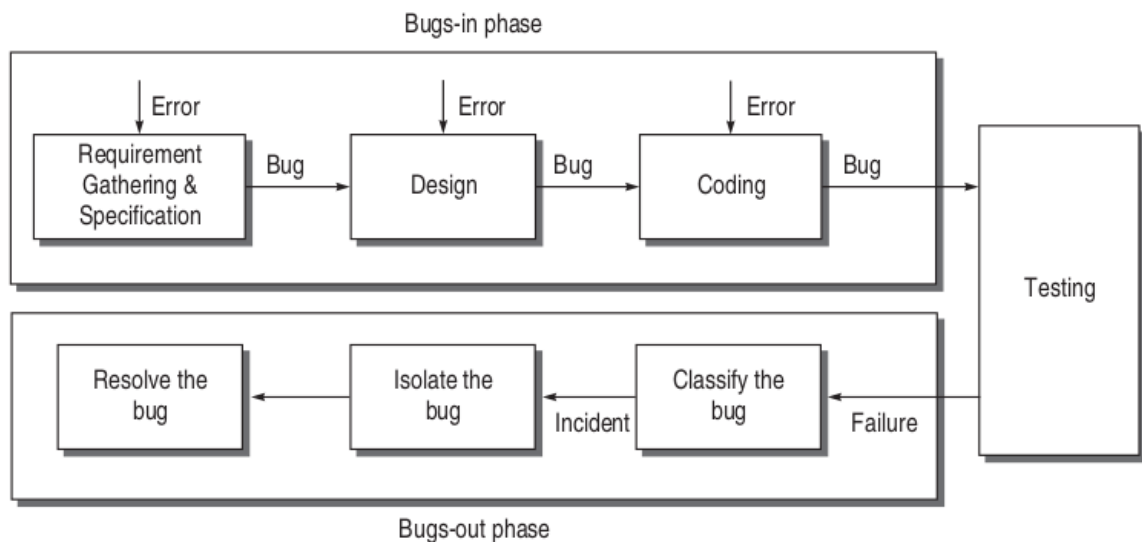 Bugs-in phase
Error
Error
Error
Requirement
Gathering &
Specification
Bug
Design
Bug
Coding
Bug
Testing
Resolve the
bug
Isolate the
bug
Incident
Classify the
bug
Failure
Bugs-out phase